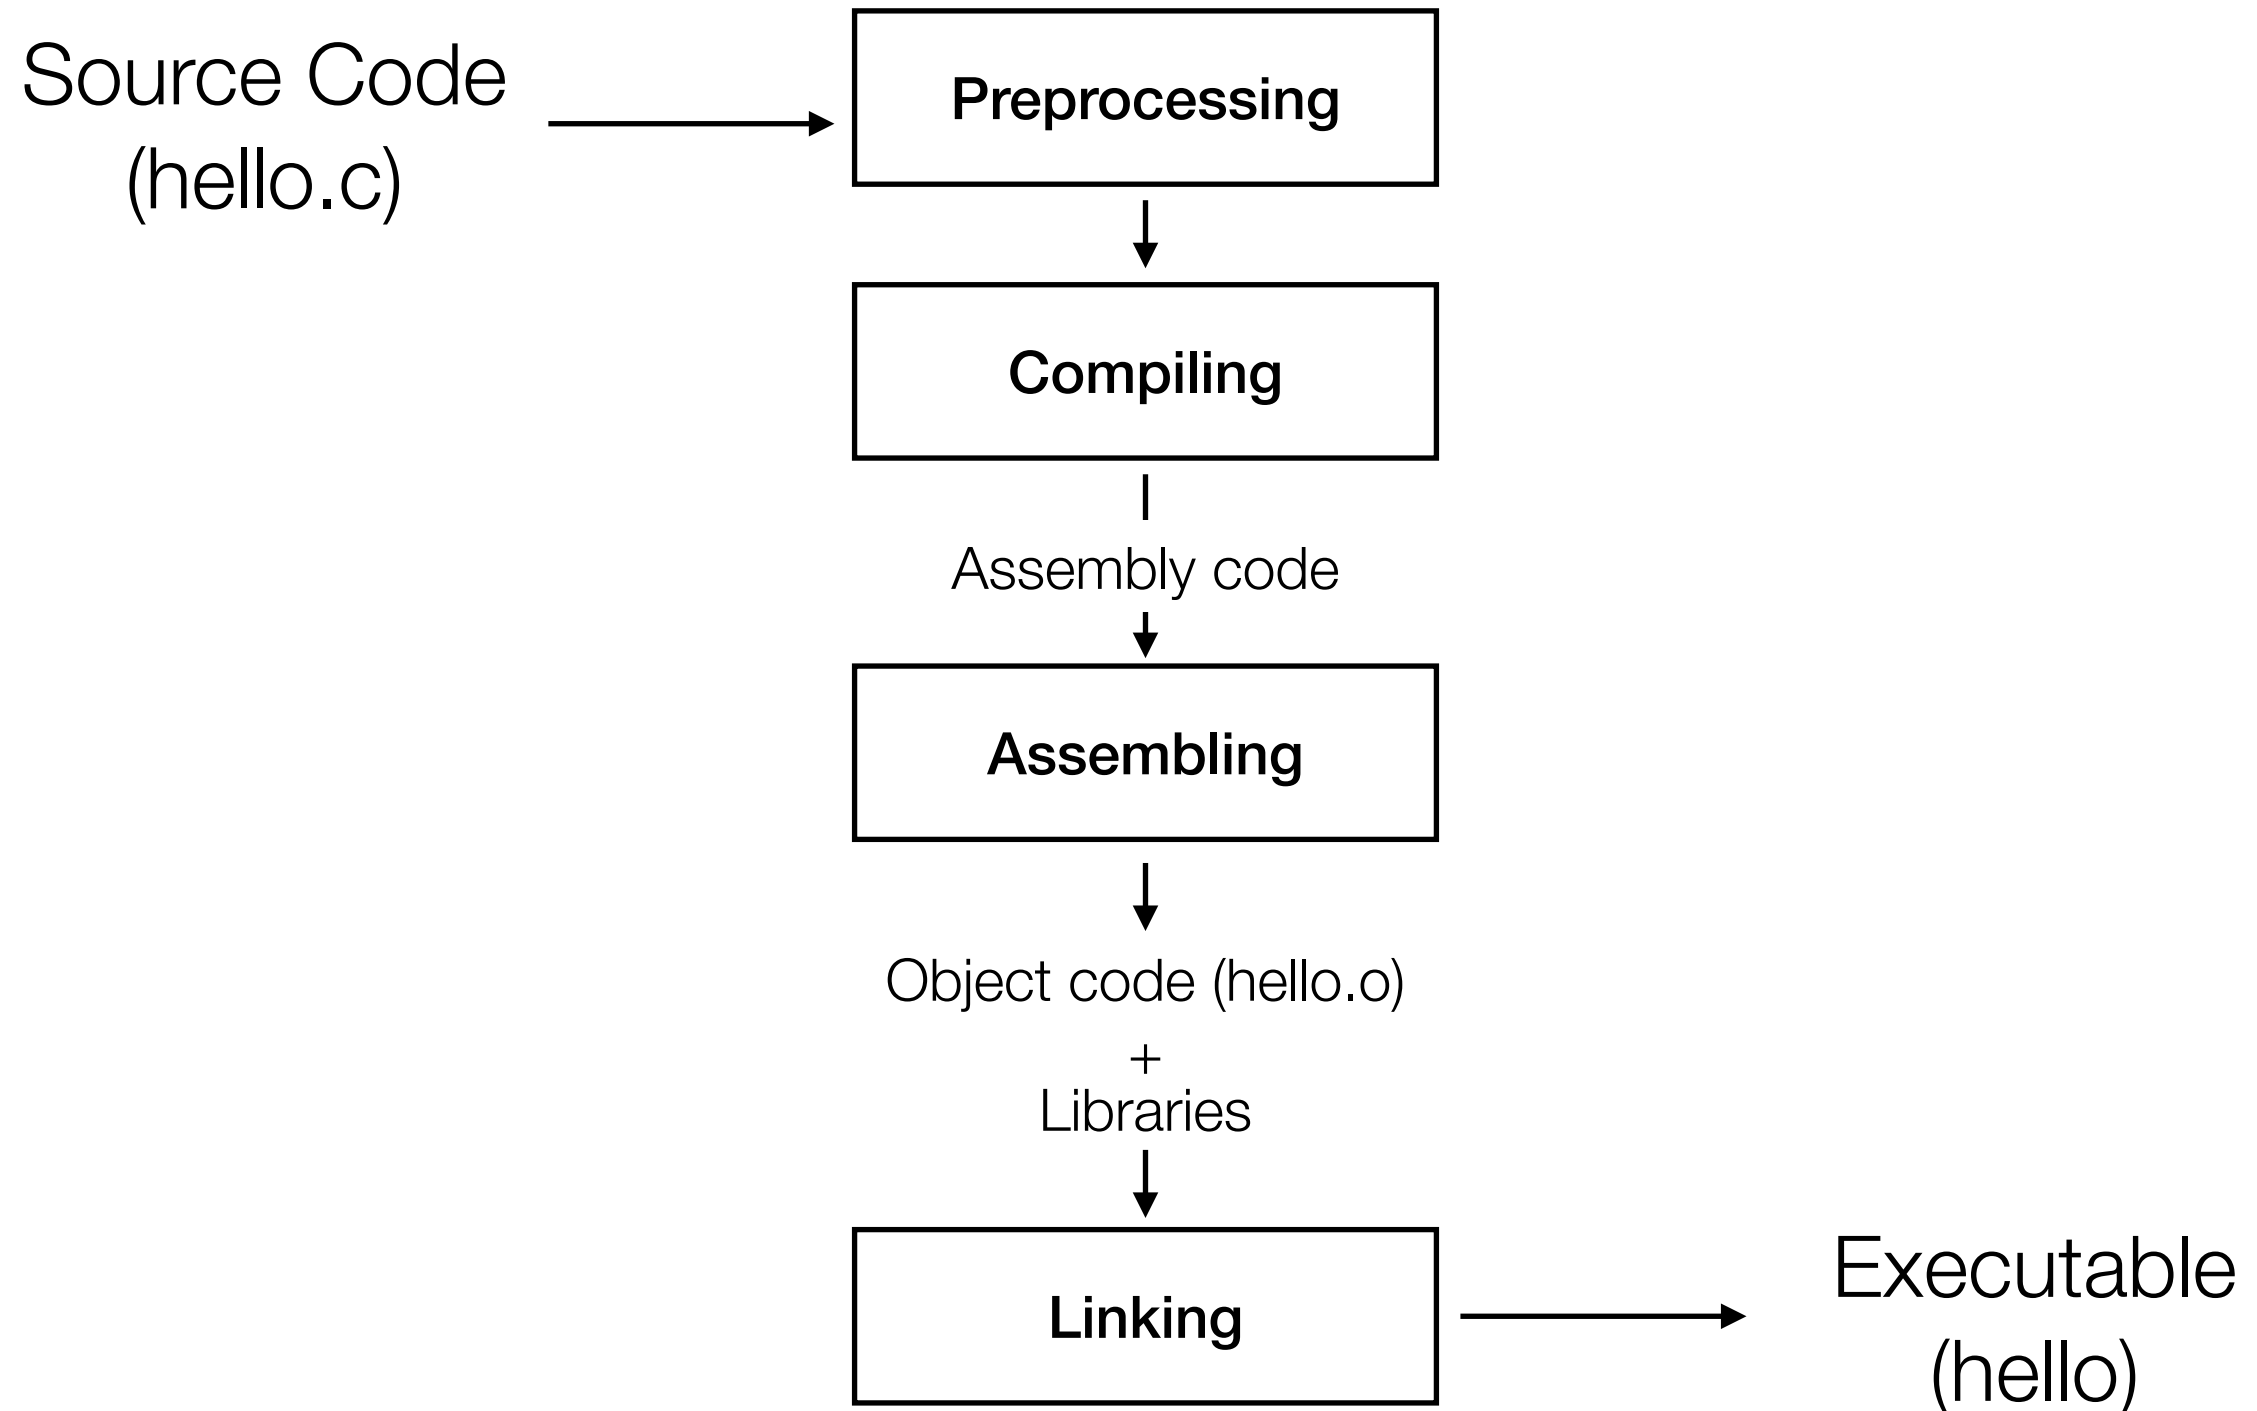 Source Code
(hello.c)
Preprocessing
Compiling
Assembly code
Assembling
Object code (hello.o)
+
Libraries
Linking
Executable
(hello)